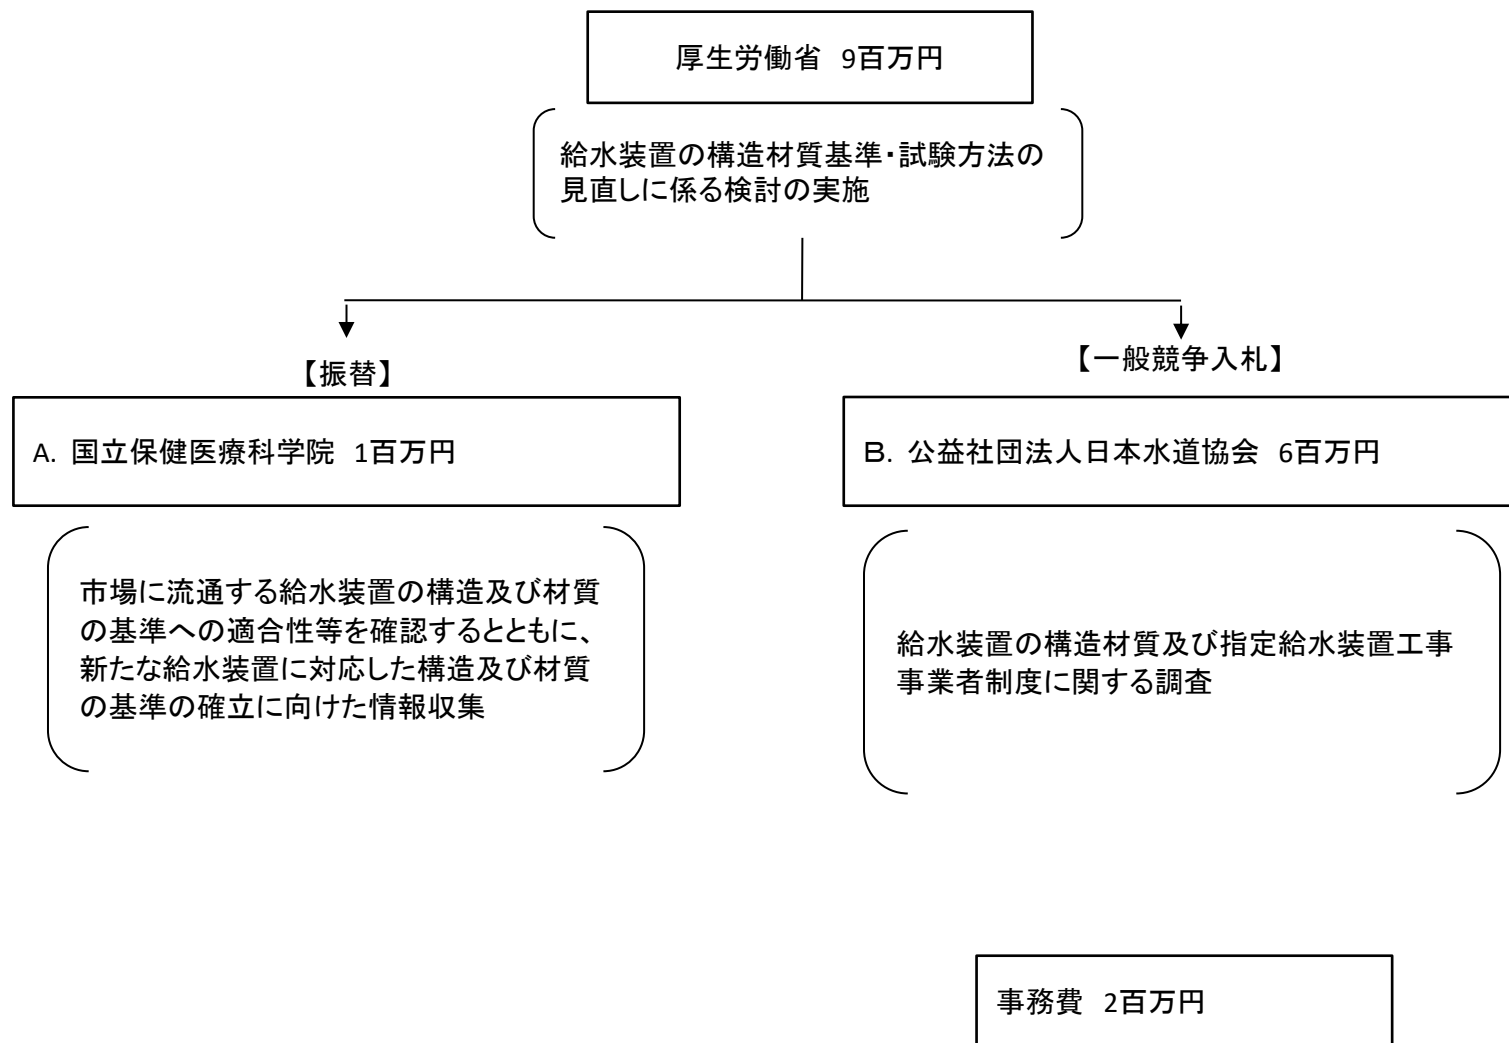 厚生労働省 9百万円
給水装置の構造材質基準・試験方法の
見直しに係る検討の実施
【振替】
【一般競争入札】
A. 国立保健医療科学院 1百万円
B. 公益社団法人日本水道協会 6百万円
市場に流通する給水装置の構造及び材質
の基準への適合性等を確認するとともに、
新たな給水装置に対応した構造及び材質
の基準の確立に向けた情報収集
給水装置の構造材質及び指定給水装置工事
事業者制度に関する調査
事務費 2百万円